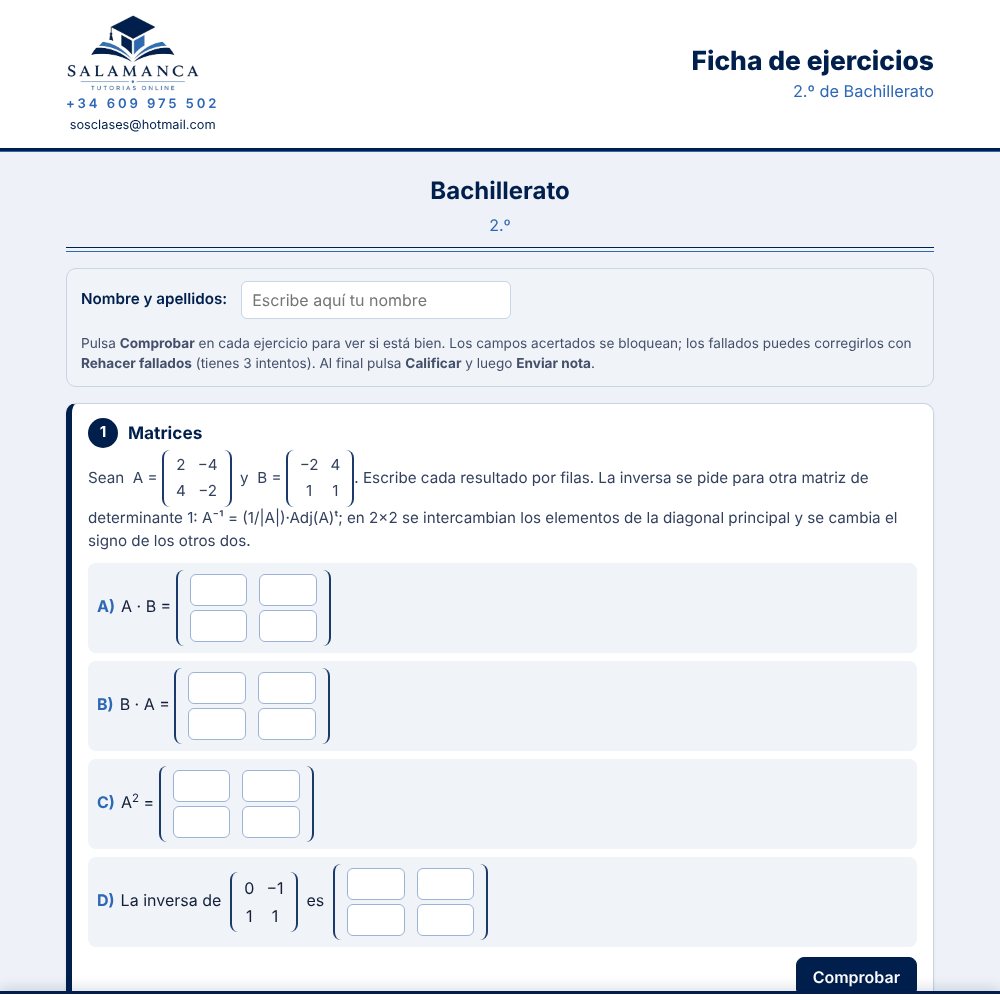 SALAMANCA
TUTORIAS ONLINE
+34 609 975 502
sosclases@hotmail.com
Ficha de ejercicios
2.º de Bachillerato
Bachillerato
2.º
Nombre y apellidos: Escribe aquí tu nombre
Pulsa Comprobar en cada ejercicio para ver si está bien. Los campos acertados se bloquean; los fallados puedes corregirlos con
Rehacer fallados (tienes 3 intentos). Al final pulsa Calificar y luego Enviar nota.
1 Matrices
2 −4 −2 4
Sean A = y B = . Escribe cada resultado por filas. La inversa se pide para otra matriz de
4 −2 1 1
determinante 1: A⁻¹ = (1/|A|)·Adj(A)ᵗ; en 2×2 se intercambian los elementos de la diagonal principal y se cambia el
signo de los otros dos.
A) A · B =
B) B · A =
C) A² =
0 −1
D) La inversa de es
1 1
Comprobar